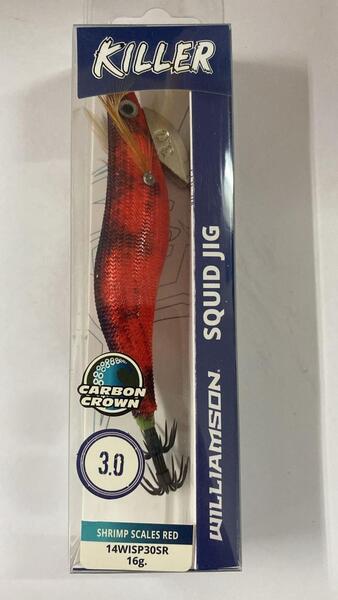 KILLER
SQUID JIG
WILLIAMSON
CARBON
CROWN
3.0
SHRIMP SCALES RED
14WISP30SR
16g.